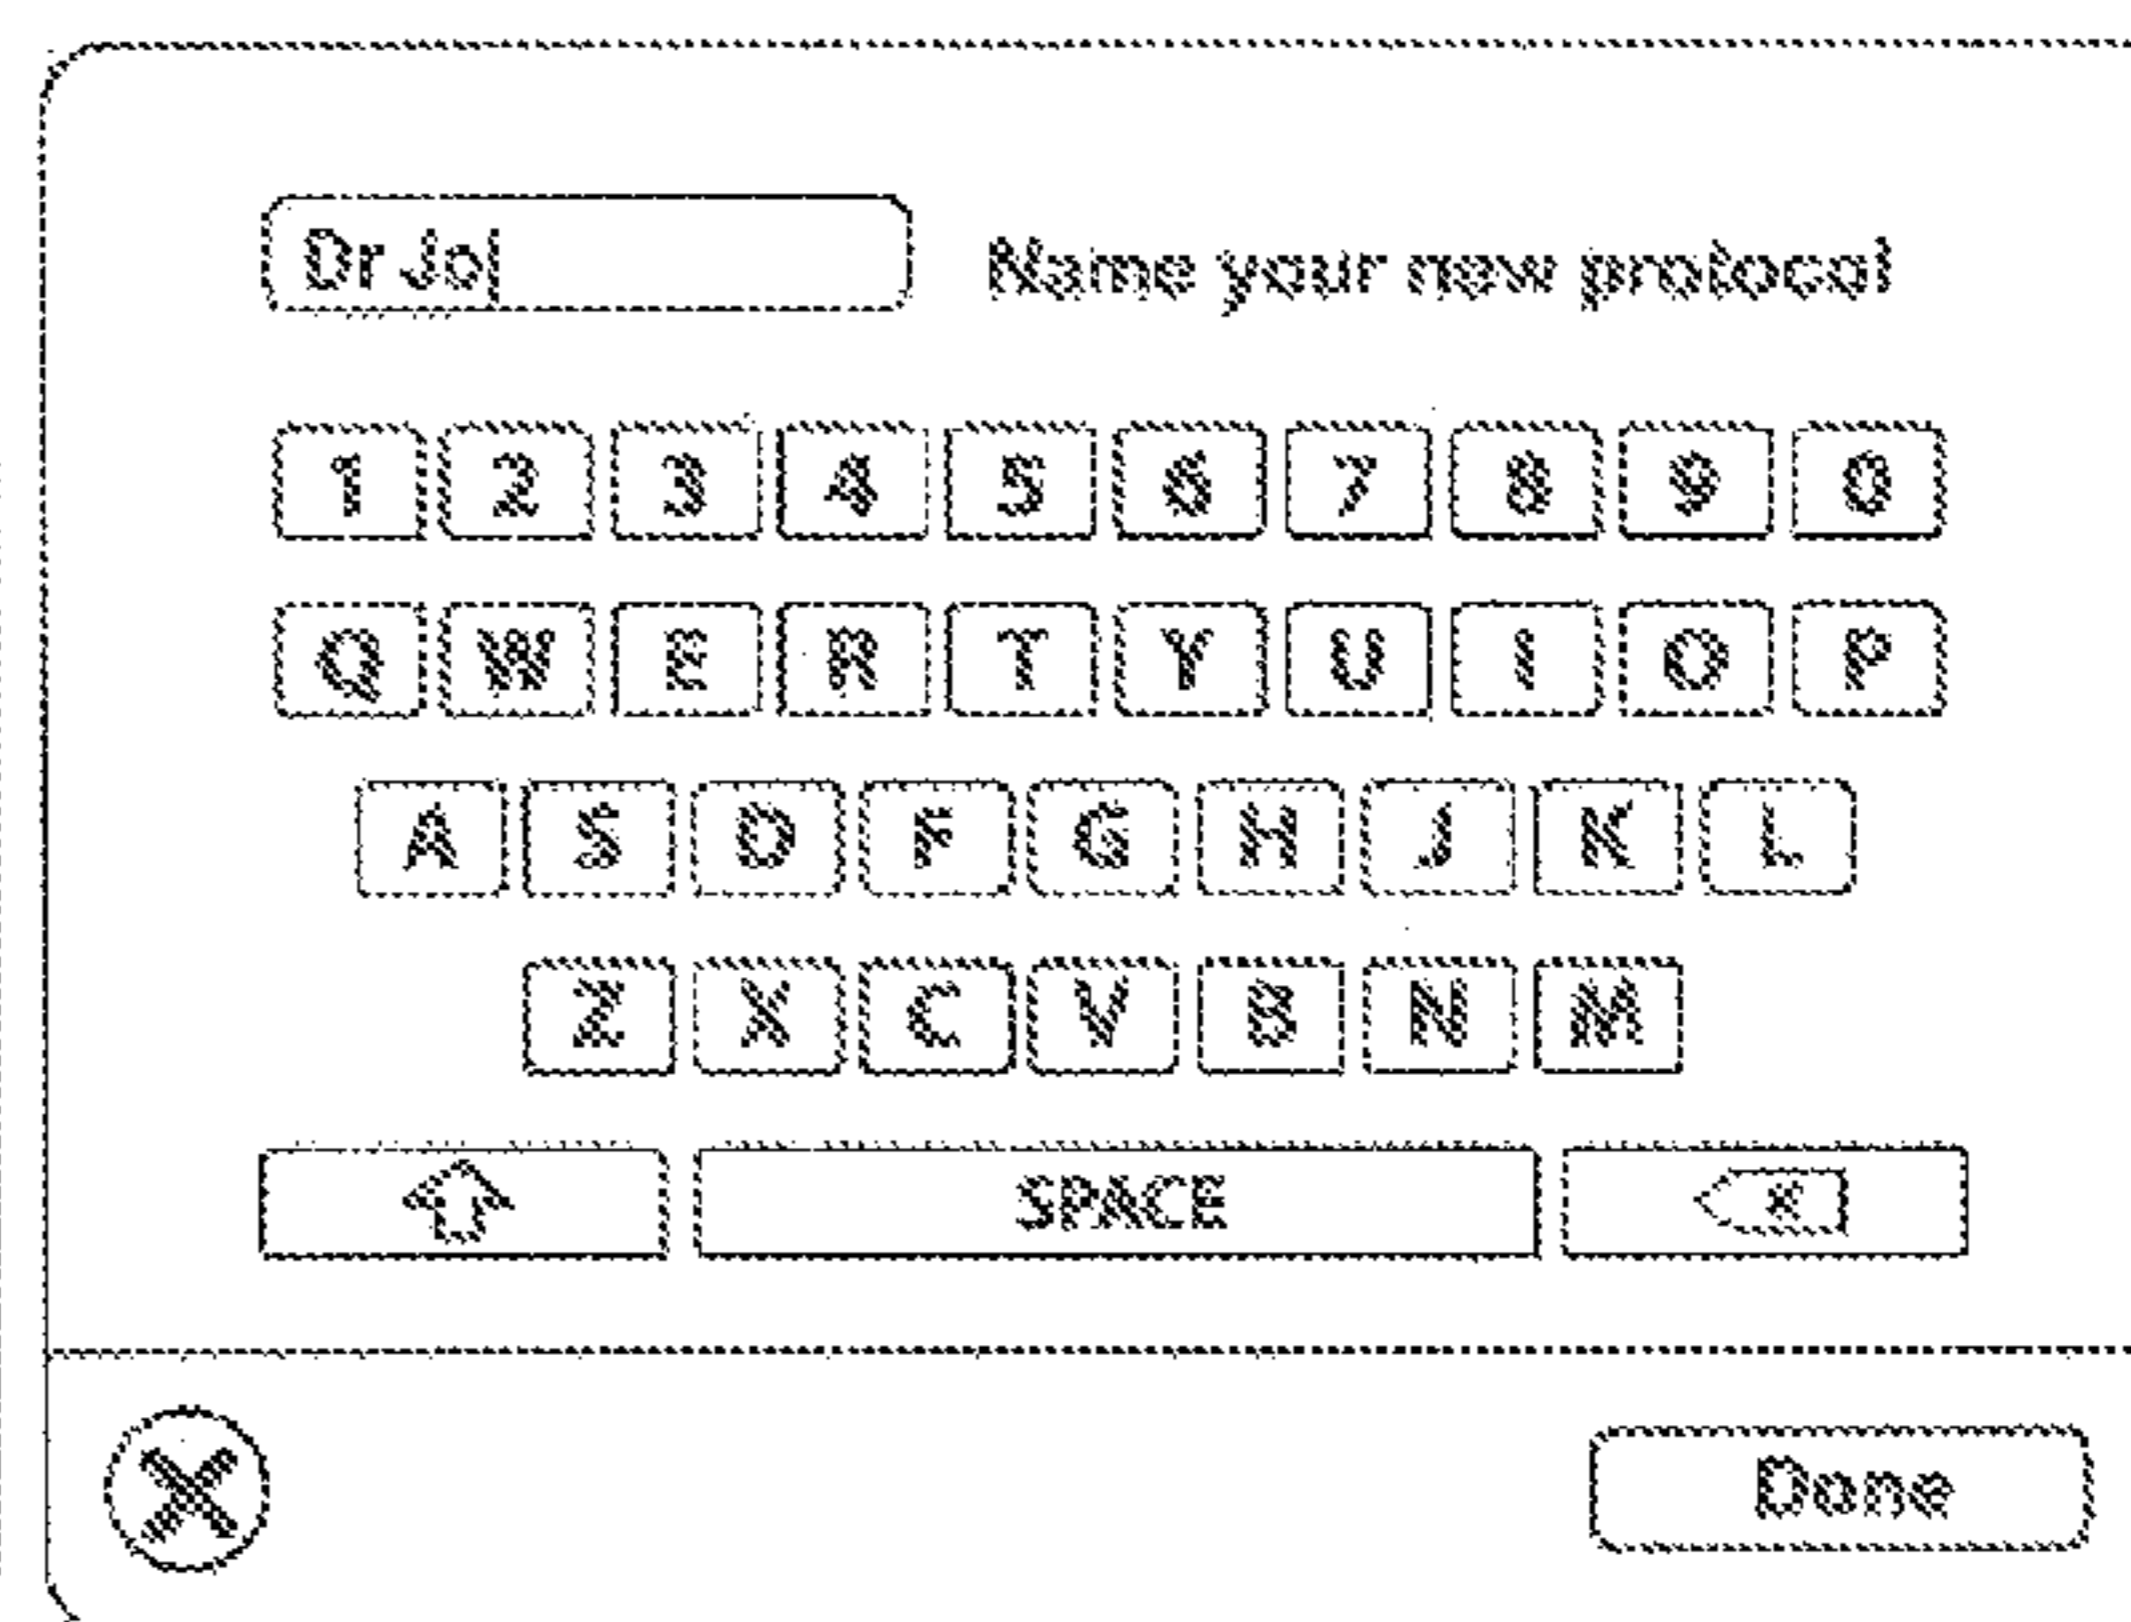 Dr Jo Name your new protocol
1 2 3 4 5 6 7 8 9 0
Q W E R T Y U I O P
A S D F G H J K L
Z X C V B N M
SPACE
Done